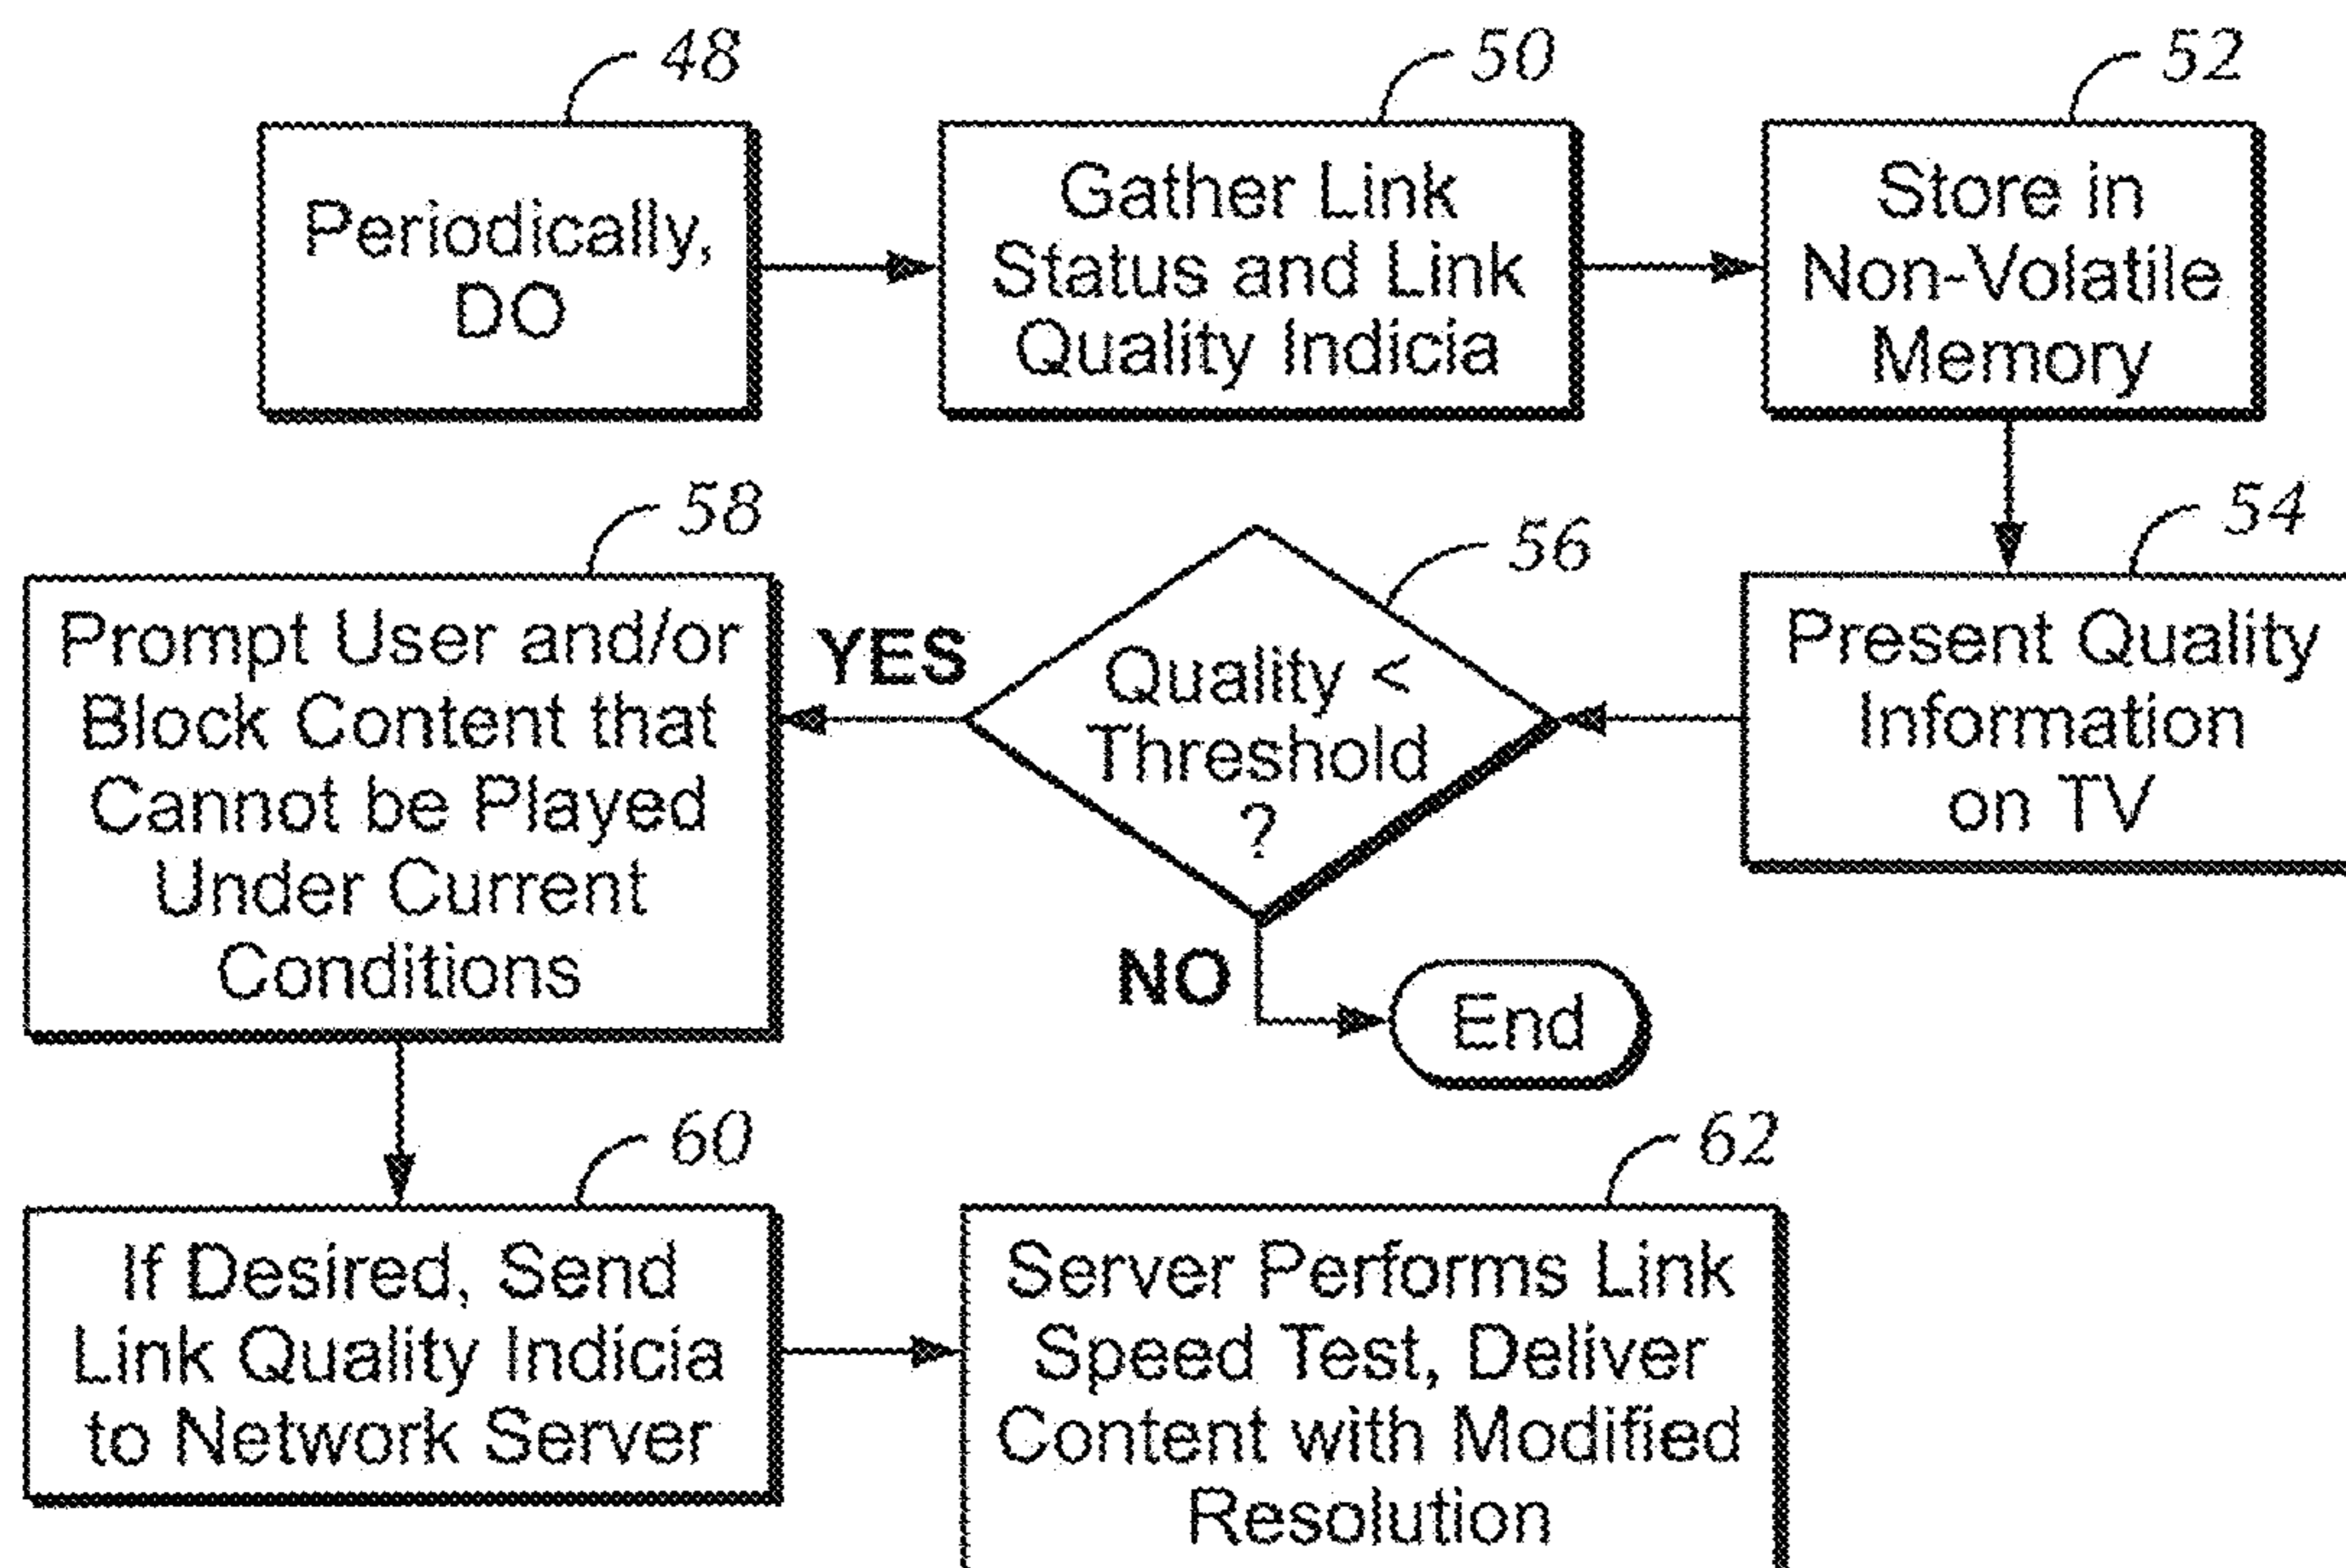 48
Periodically,
DO
50
Gather Link
Status and Link
Quality Indicia
52
Store in
Non-Volatile
Memory
54
Present Quality
Information
on TV
56
Quality <
Threshold
?
YES
NO
End
58
Prompt User and/or
Block Content that
Cannot be Played
Under Current
Conditions
60
If Desired, Send
Link Quality Indicia
to Network Server
62
Server Performs Link
Speed Test, Deliver
Content with Modified
Resolution